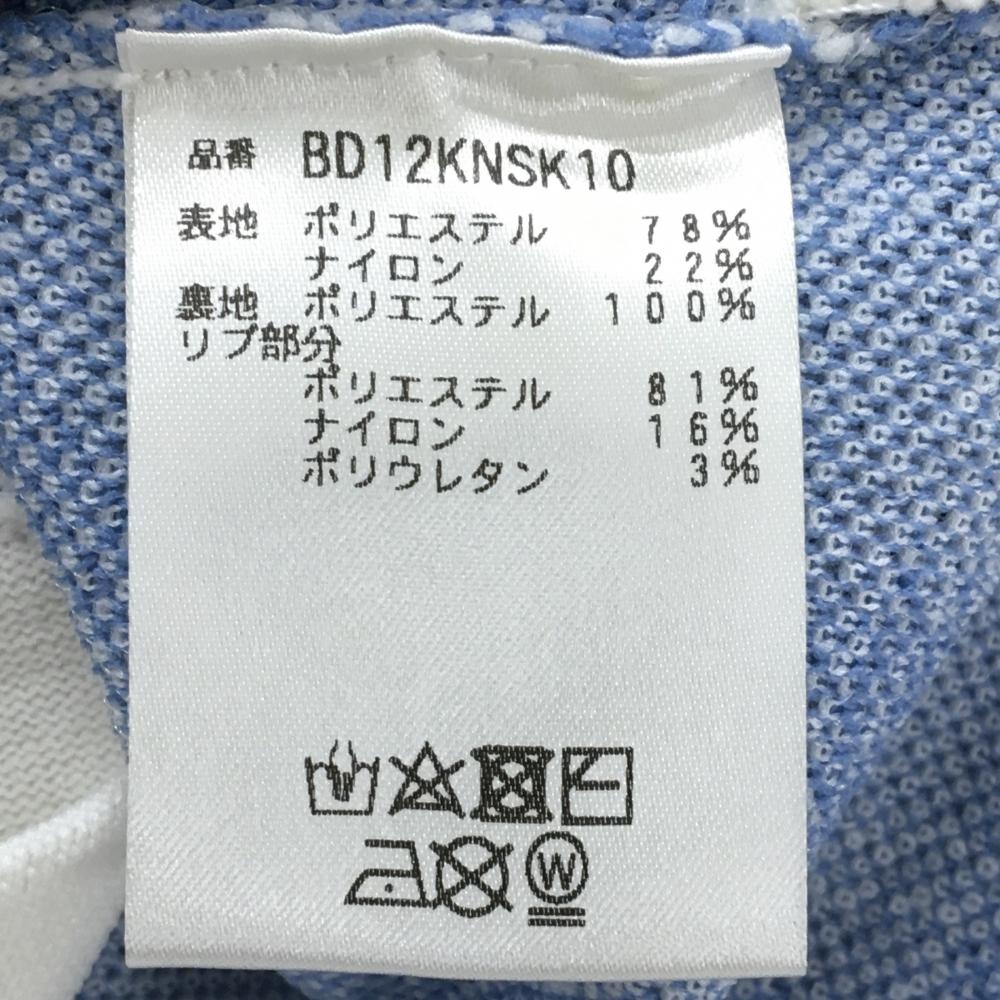 品番 BD12KNSK10
表地 ポリエステル 78%
ナイロン 22%
裏地 ポリエステル 100%
リブ部分
ポリエステル 81%
ナイロン 16%
ポリウレタン 3%
W